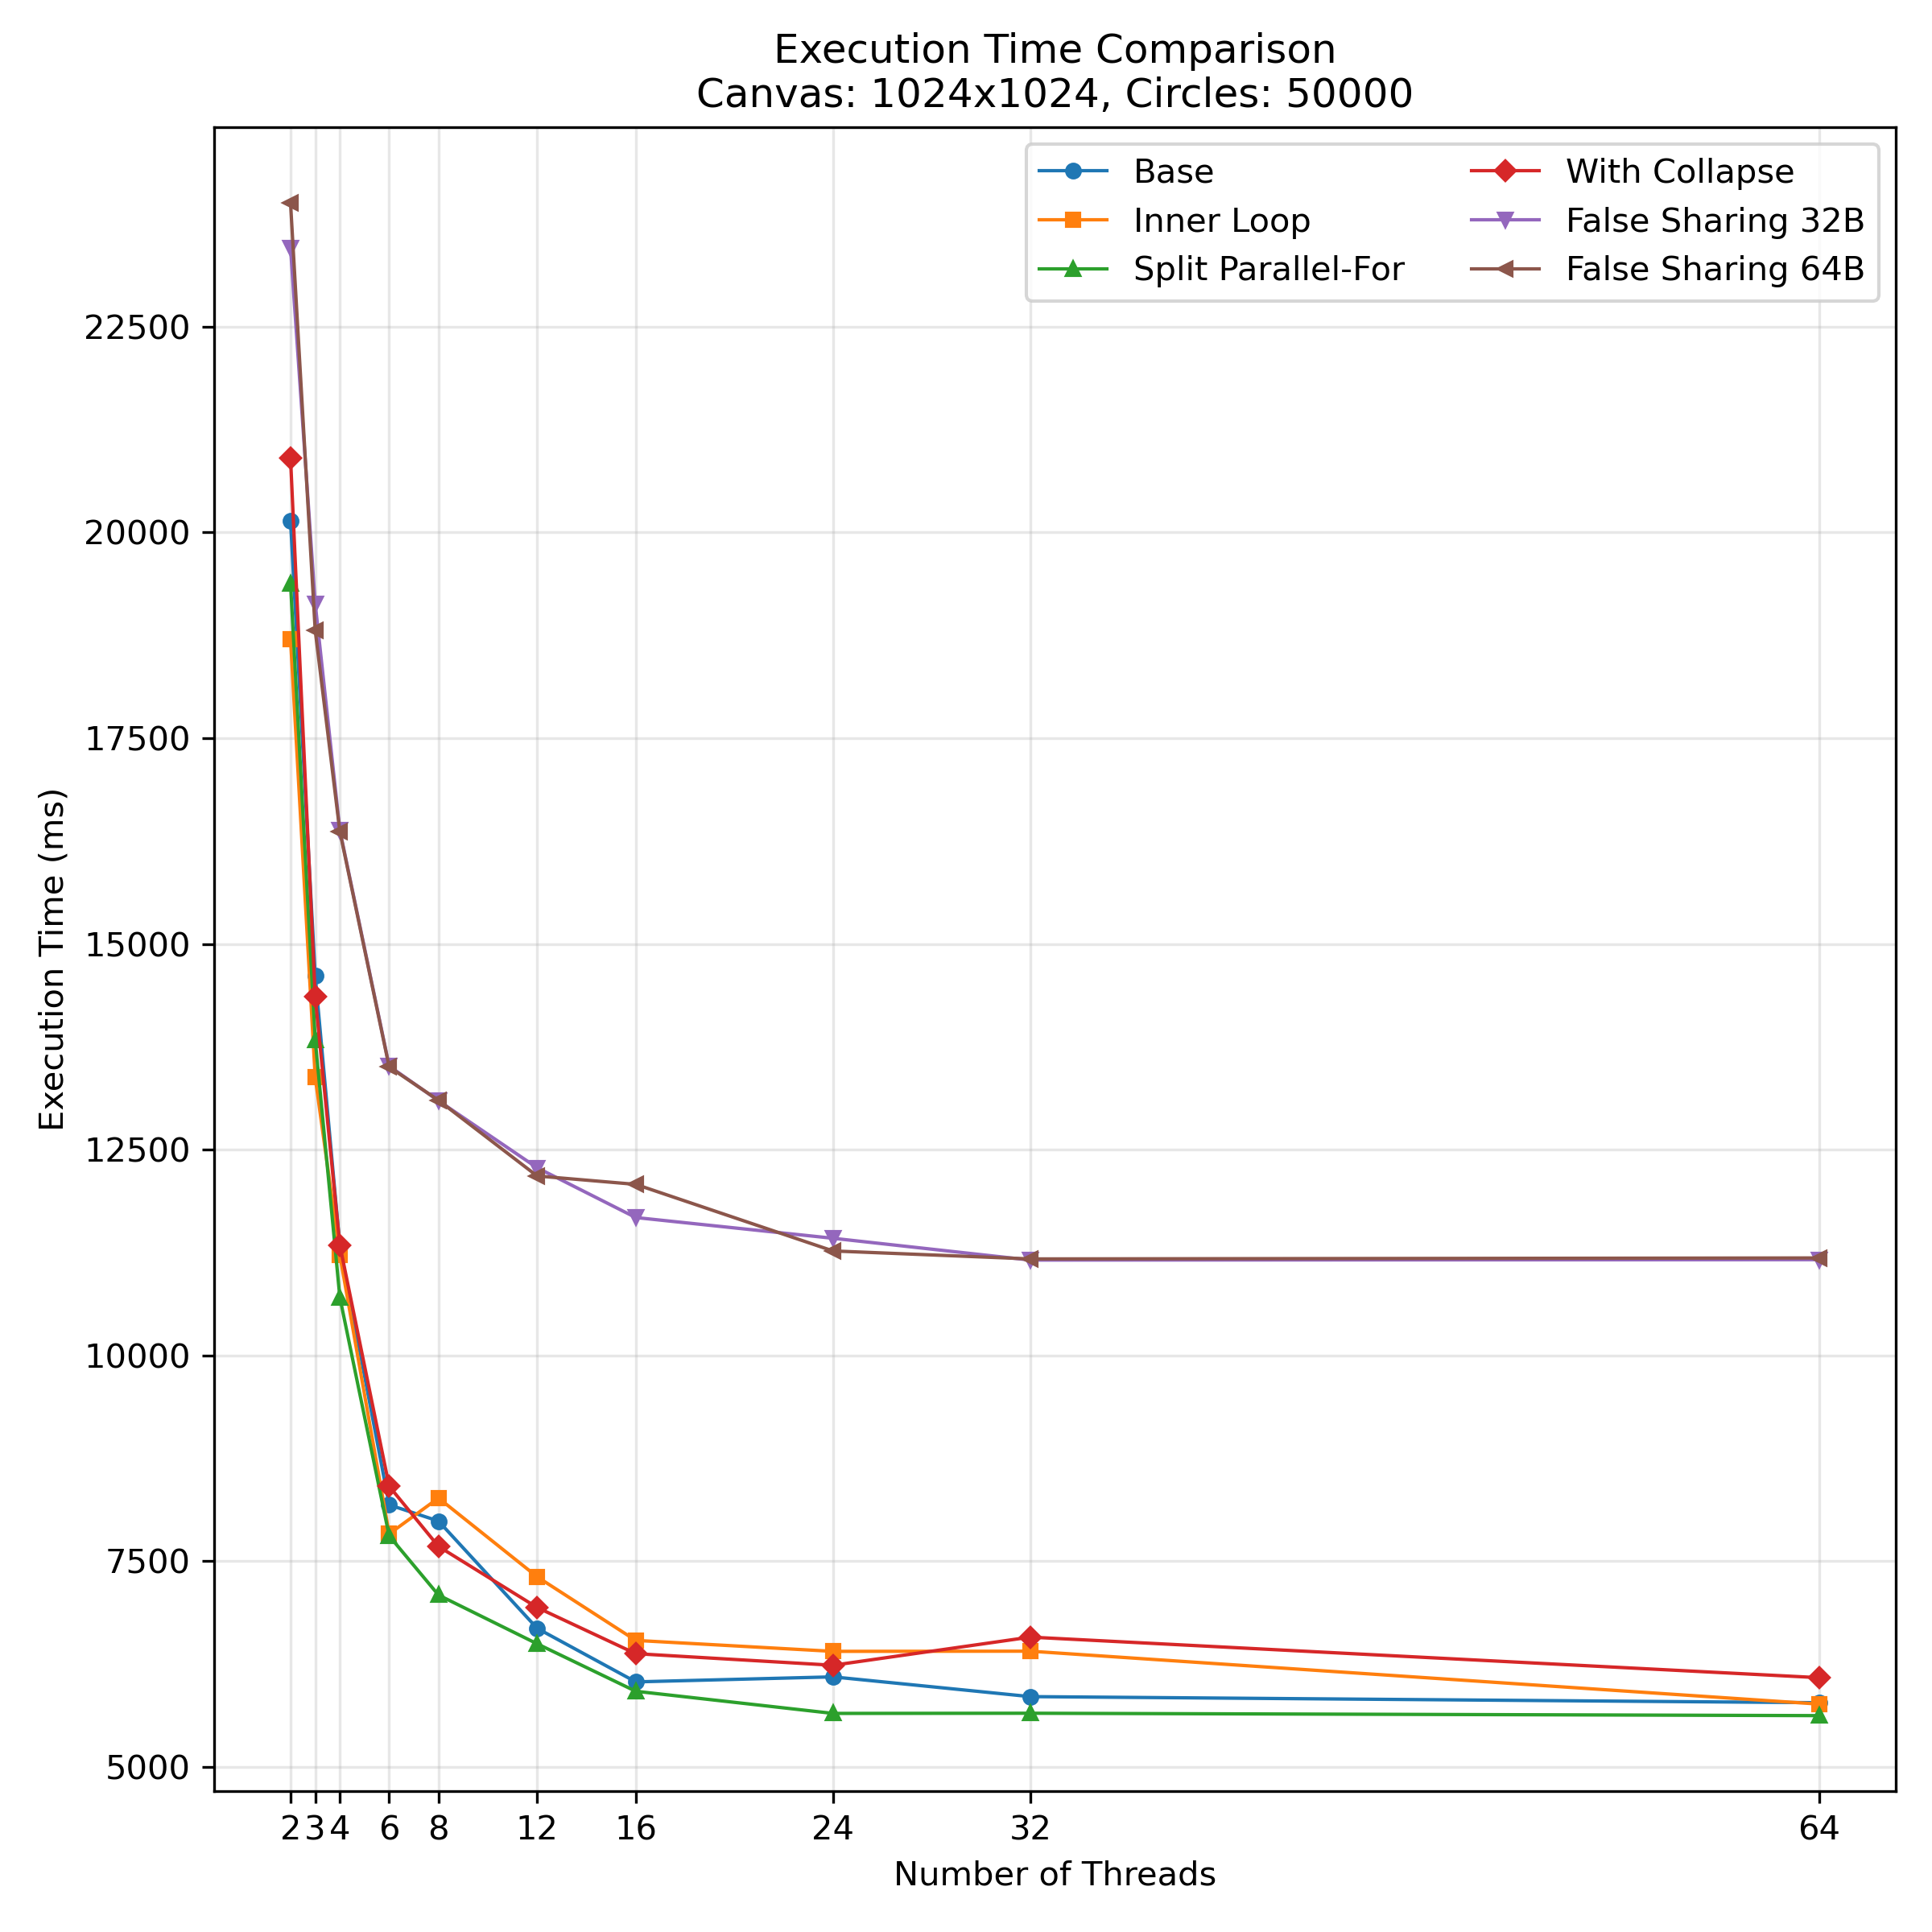 Execution Time Comparison
Canvas: 1024x1024, Circles: 50000
Base
Inner Loop
Split Parallel-For
With Collapse
False Sharing 32B
False Sharing 64B
Execution Time (ms)
22500
20000
17500
15000
12500
10000
7500
5000
2 3 4 6 8 12 16 24 32 64
Number of Threads